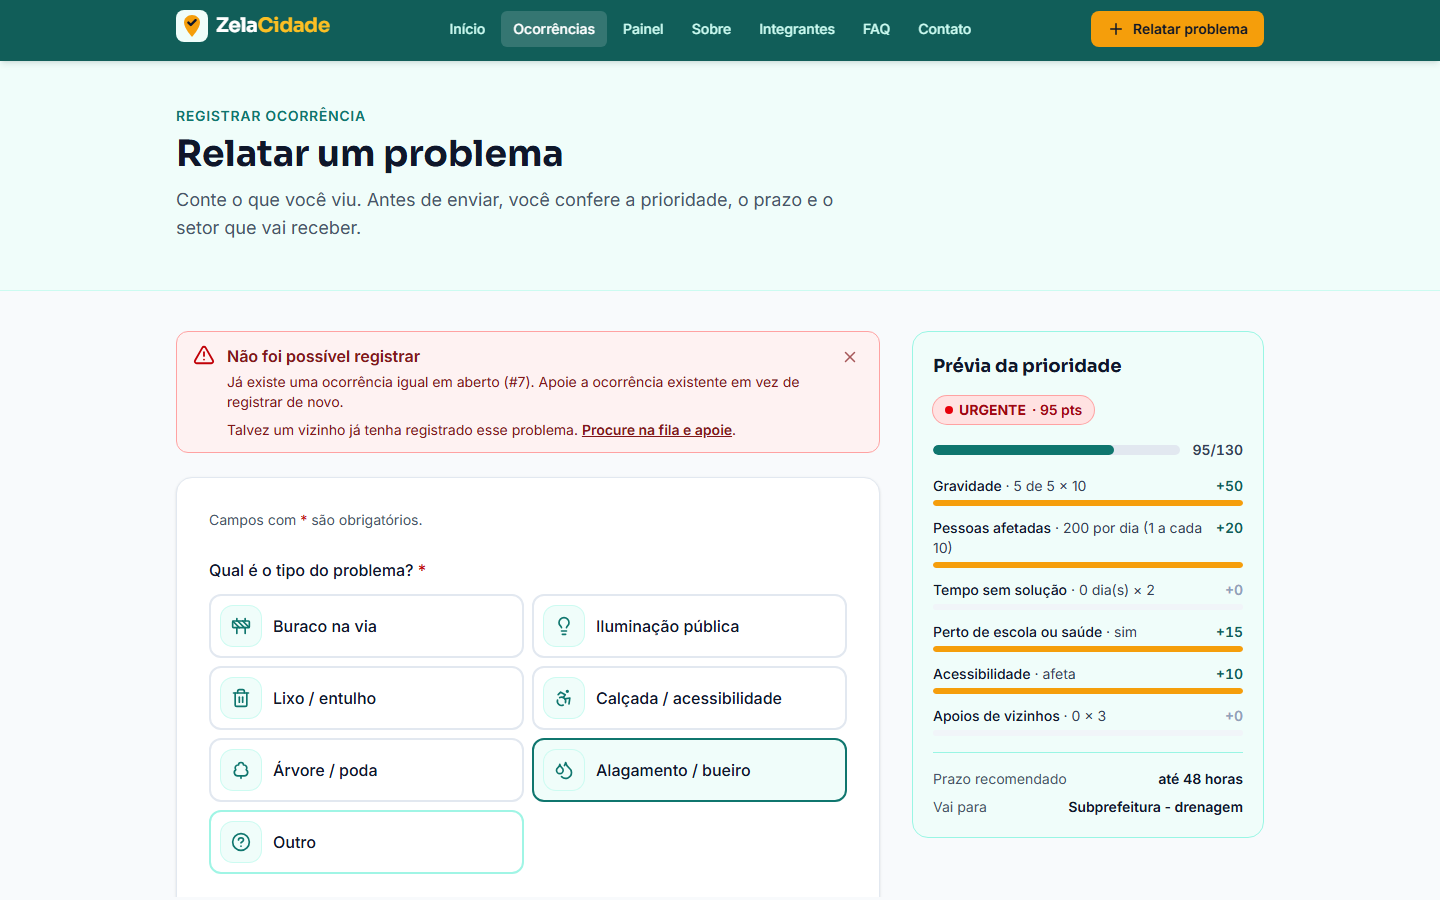 ZelaCidade
Início
Ocorrências
Painel
Sobre
Integrantes
FAQ
Contato
Relatar problema
REGISTRAR OCORRÊNCIA
Relatar um problema
Conte o que você viu. Antes de enviar, você confere a prioridade, o prazo e o
setor que vai receber.
Não foi possível registrar
Já existe uma ocorrência igual em aberto (#7). Apoie a ocorrência existente em vez de
registrar de novo.
Talvez um vizinho já tenha registrado esse problema. Procure na fila e apoie.
Campos com * são obrigatórios.
Qual é o tipo do problema? *
Buraco na via
Iluminação pública
Lixo / entulho
Calçada / acessibilidade
Árvore / poda
Alagamento / bueiro
Outro
Prévia da prioridade
URGENTE · 95 pts
95/130
Gravidade · 5 de 5 × 10 +50
Pessoas afetadas · 200 por dia (1 a cada +20
10)
Tempo sem solução · 0 dia(s) × 2 +0
Perto de escola ou saúde · sim +15
Acessibilidade · afeta +10
Apoios de vizinhos · 0 × 3 +0
Prazo recomendado até 48 horas
Vai para Subprefeitura - drenagem